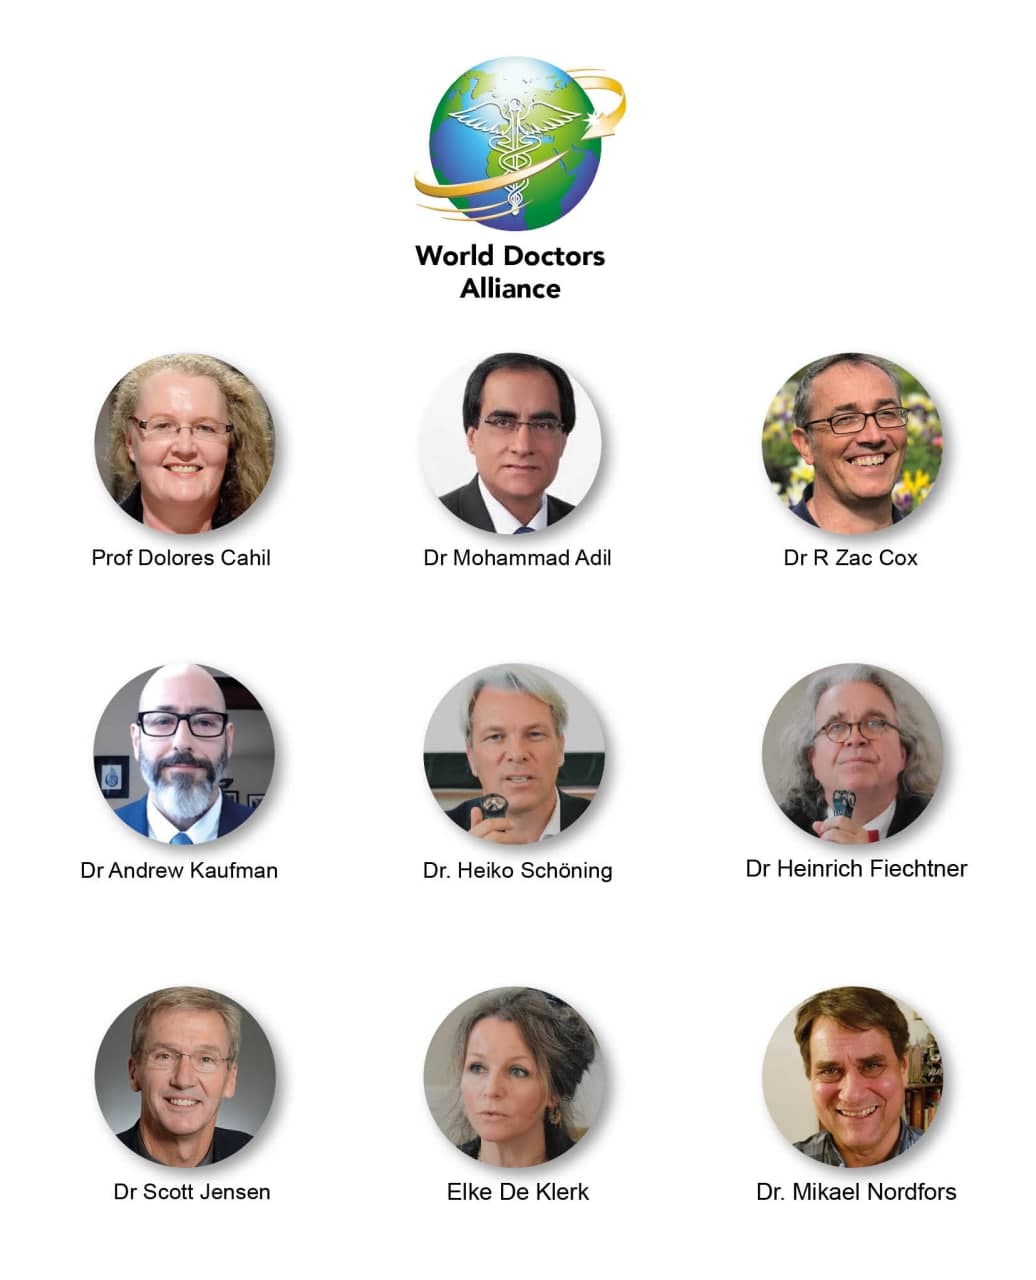 World Doctors
Alliance
Prof Dolores Cahil
Dr Mohammad Adil
Dr R Zac Cox
Dr Andrew Kaufman
Dr. Heiko Schöning
Dr Heinrich Fiechtner
Dr Scott Jensen
Elke De Klerk
Dr. Mikael Nordfors